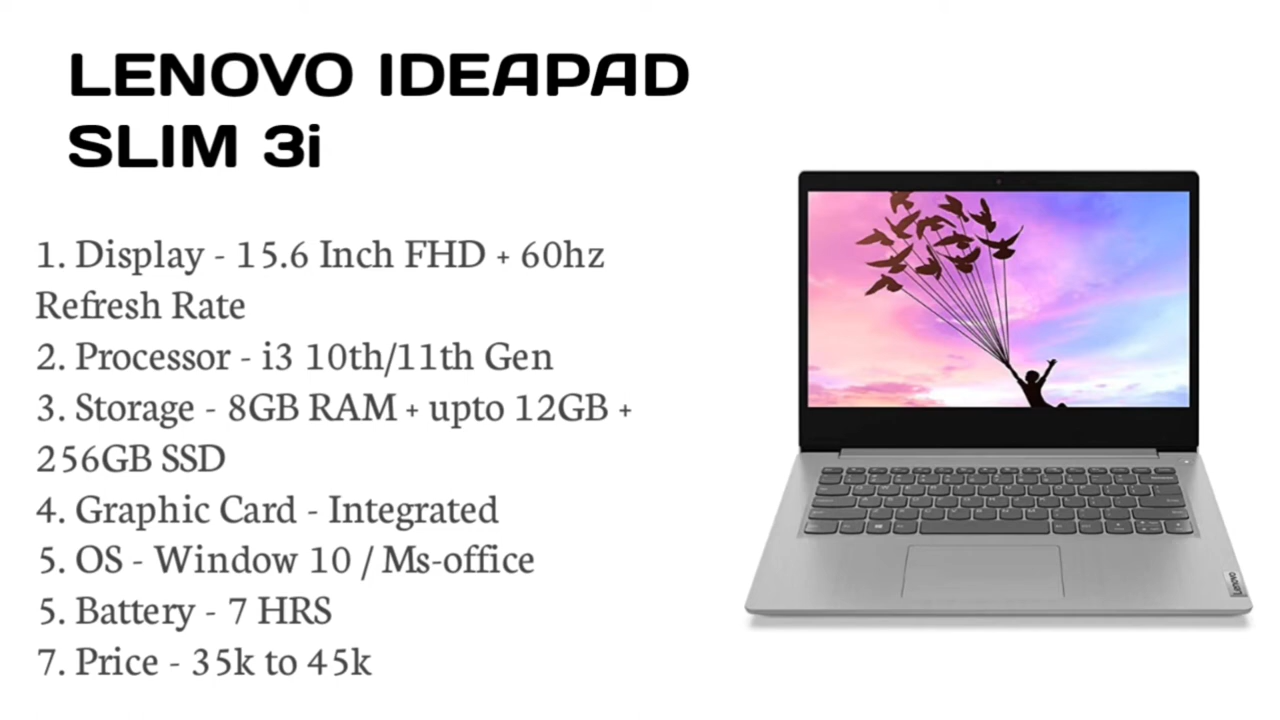 LENOVO IDEAPAD
SLIM 3i
1. Display - 15.6 Inch FHD + 60hz
Refresh Rate
2. Processor - i3 10th/11th Gen
3. Storage - 8GB RAM + upto 12GB +
256GB SSD
4. Graphic Card - Integrated
5. OS - Window 10 / Ms-office
5. Battery - 7 HRS
7. Price - 35k to 45k
Lenovo